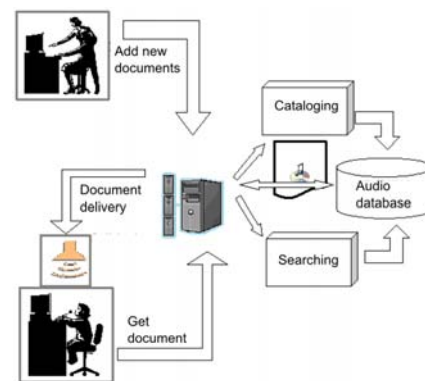 Add new
documents
Cataloging
Document
delivery
Audio
database
Searching
Get
document